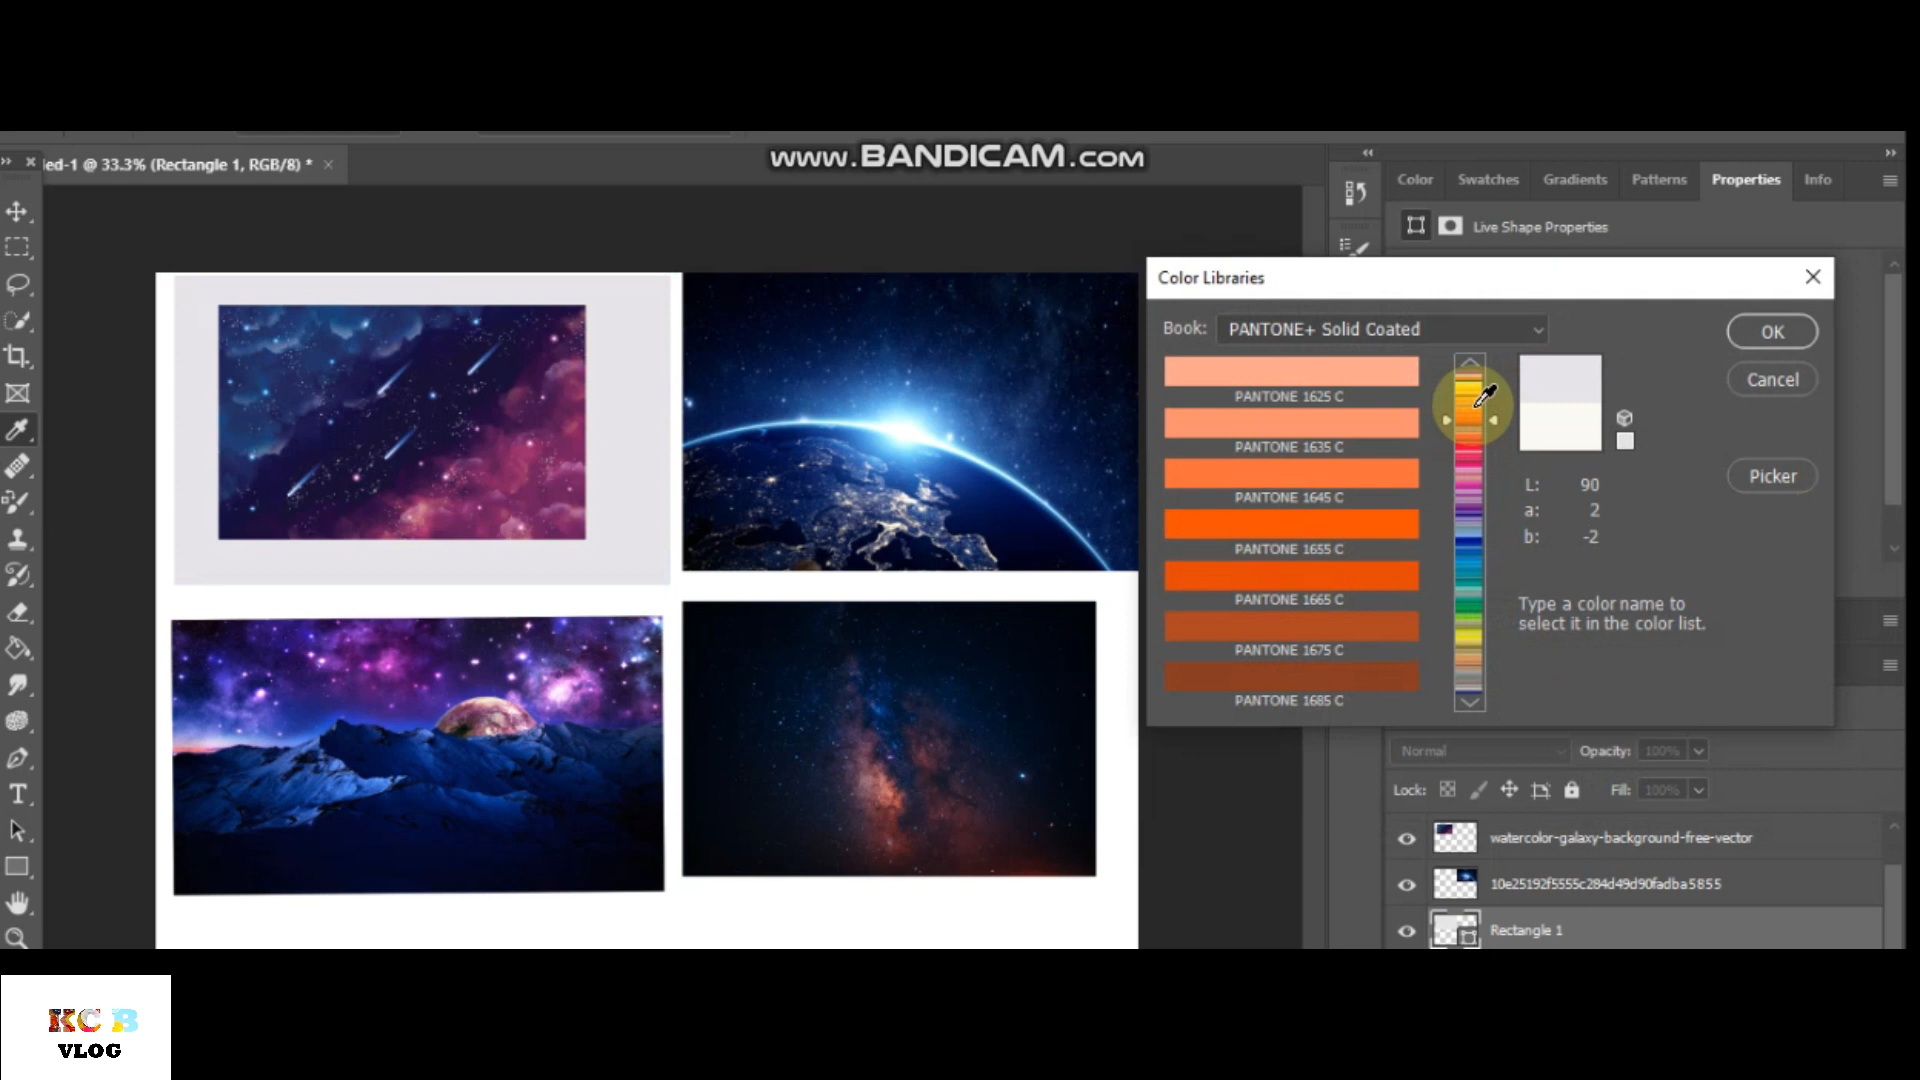 www.BANDICAM.com
led-1 @ 33.3% (Rectangle 1, RGB/8) * ×
Color Swatches Gradients Patterns Properties Info
Live Shape Properties
Color Libraries
Book: PANTONE+ Solid Coated
OK
PANTONE 1625 C
Cancel
PANTONE 1635 C
Picker
PANTONE 1645 C
L: 90
a: 2
b: -2
PANTONE 1655 C
PANTONE 1665 C
Type a color name to
select it in the color list.
PANTONE 1675 C
PANTONE 1685 C
Normal Opacity: 100%
Lock: Fill: 100%
watercolor-galaxy-background-free-vector
10e25192f5555c284d49d90fadba5855
Rectangle 1
KC B
VLOG